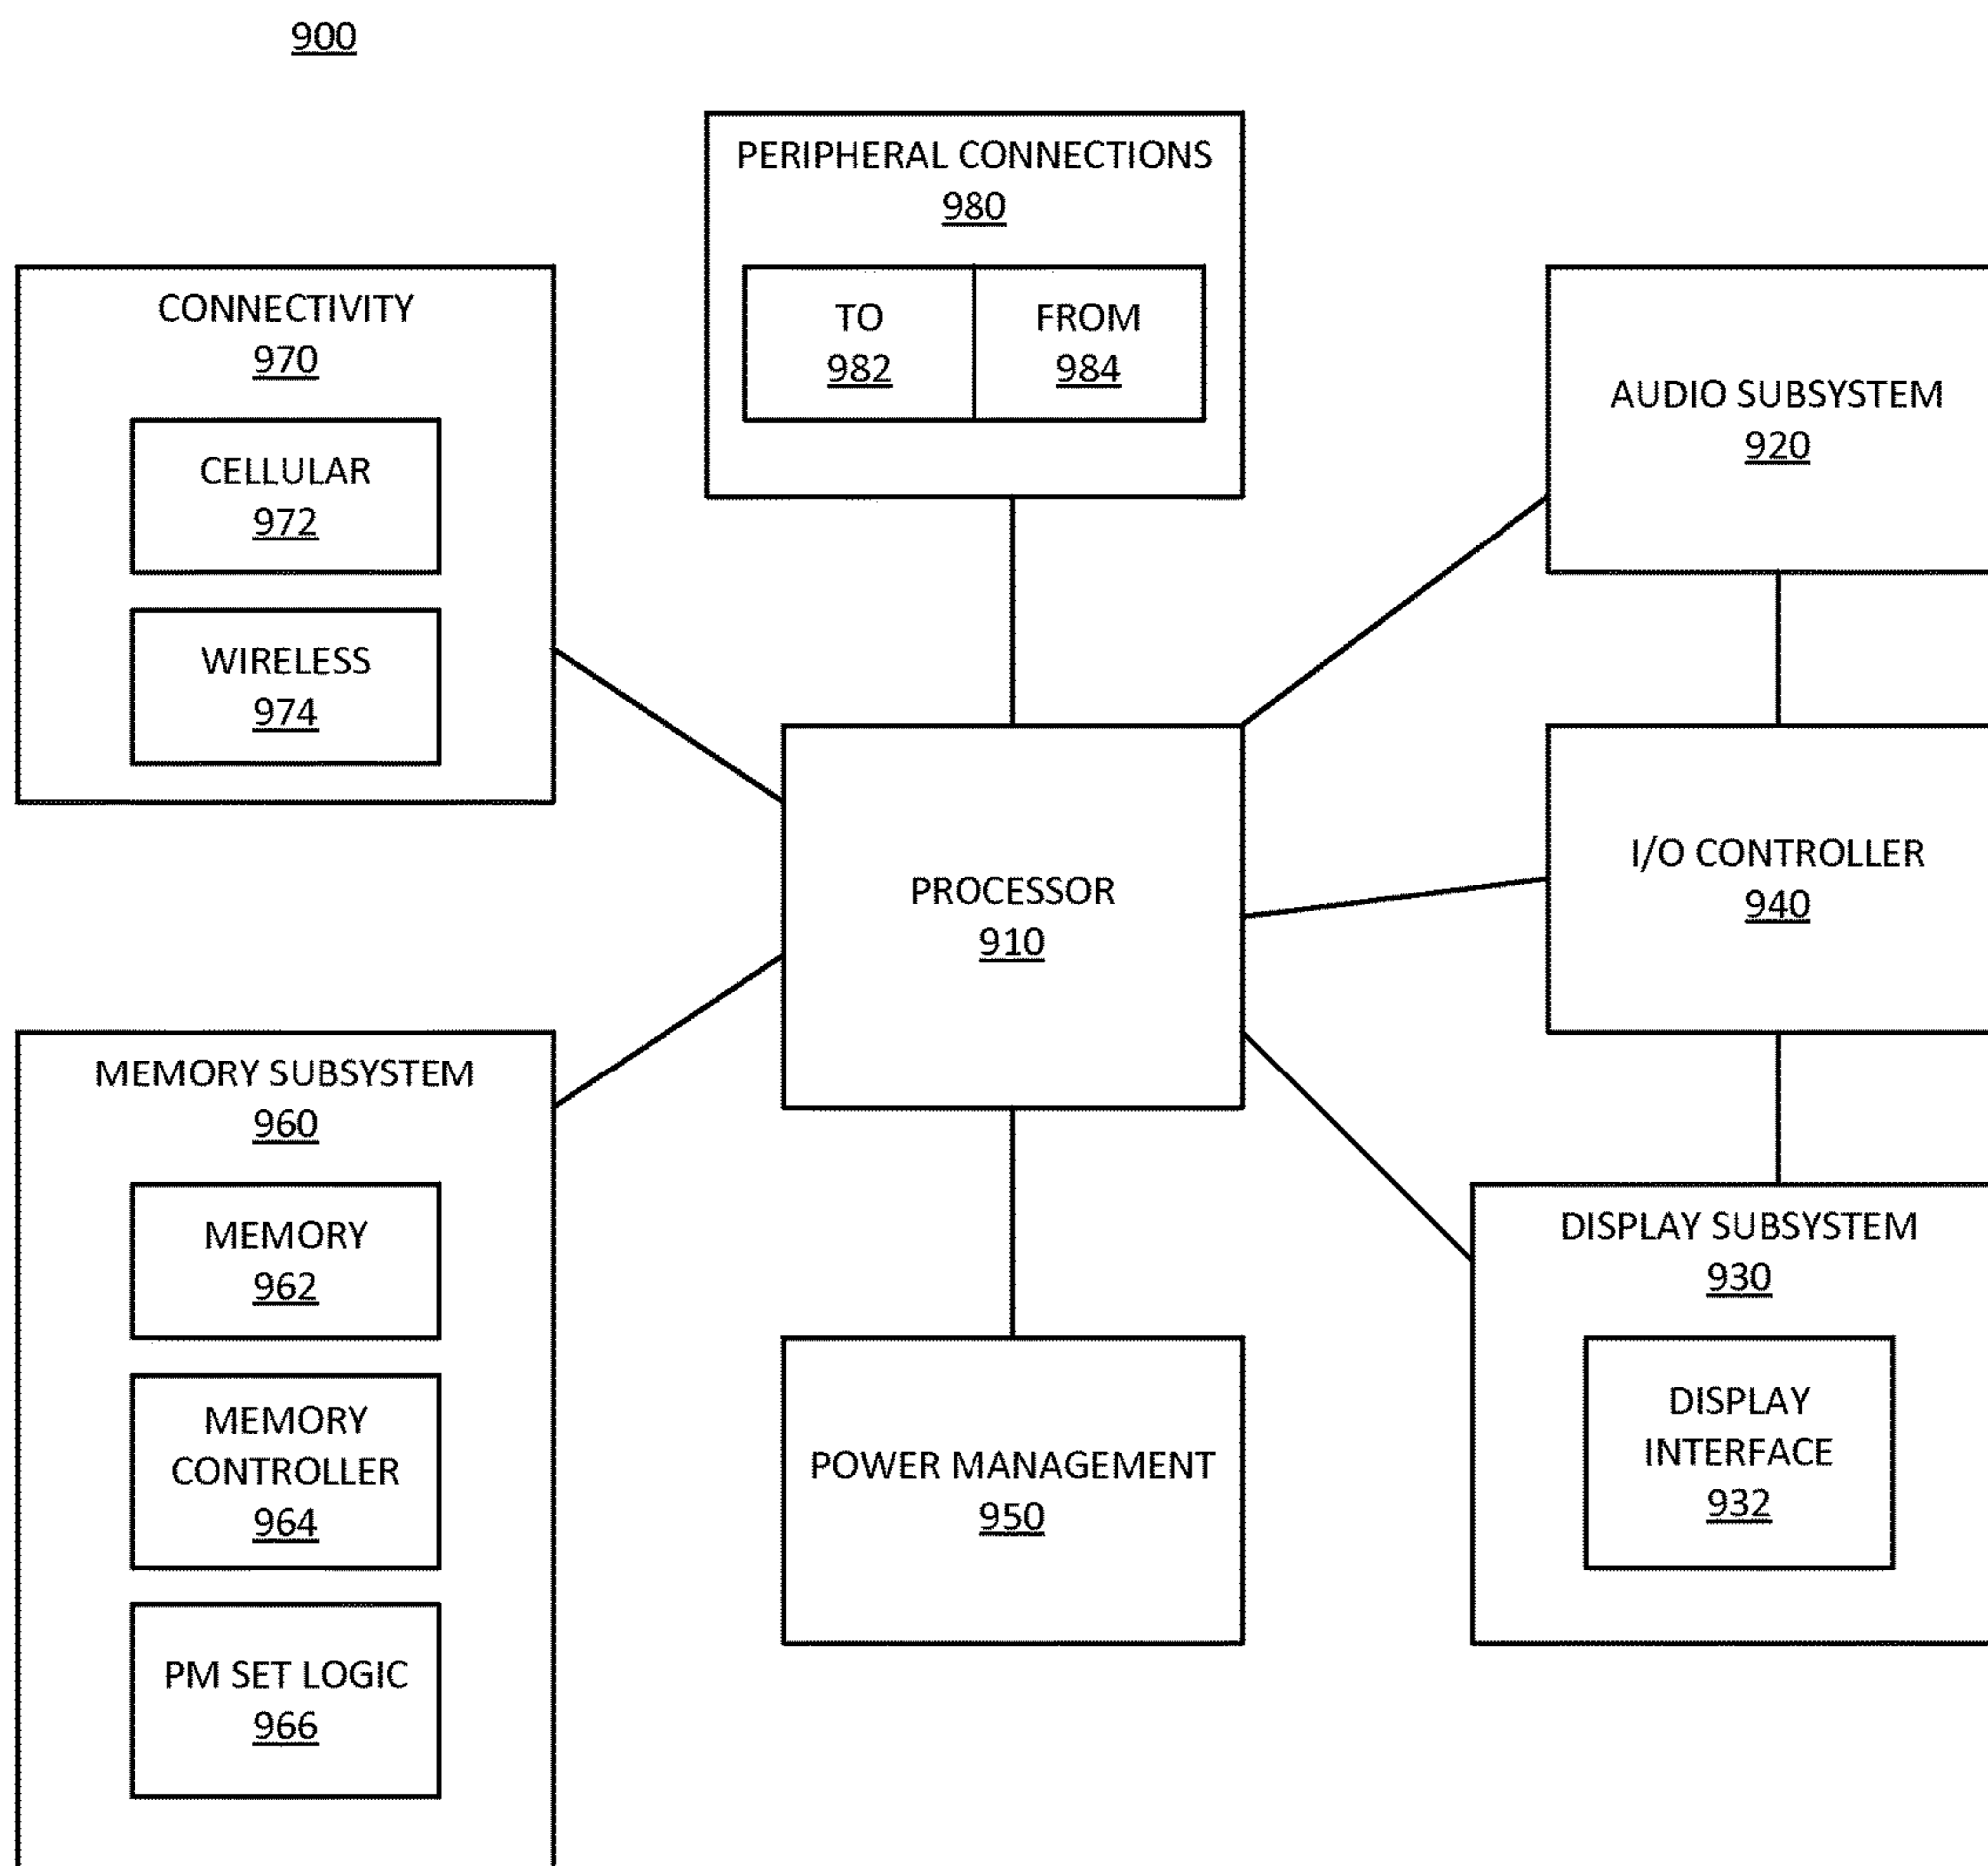 900
PERIPHERAL CONNECTIONS
980
TO
982
FROM
984
CONNECTIVITY
970
CELLULAR
972
WIRELESS
974
AUDIO SUBSYSTEM
920
PROCESSOR
910
I/O CONTROLLER
940
MEMORY SUBSYSTEM
960
MEMORY
962
MEMORY
CONTROLLER
964
PM SET LOGIC
966
POWER MANAGEMENT
950
DISPLAY SUBSYSTEM
930
DISPLAY
INTERFACE
932